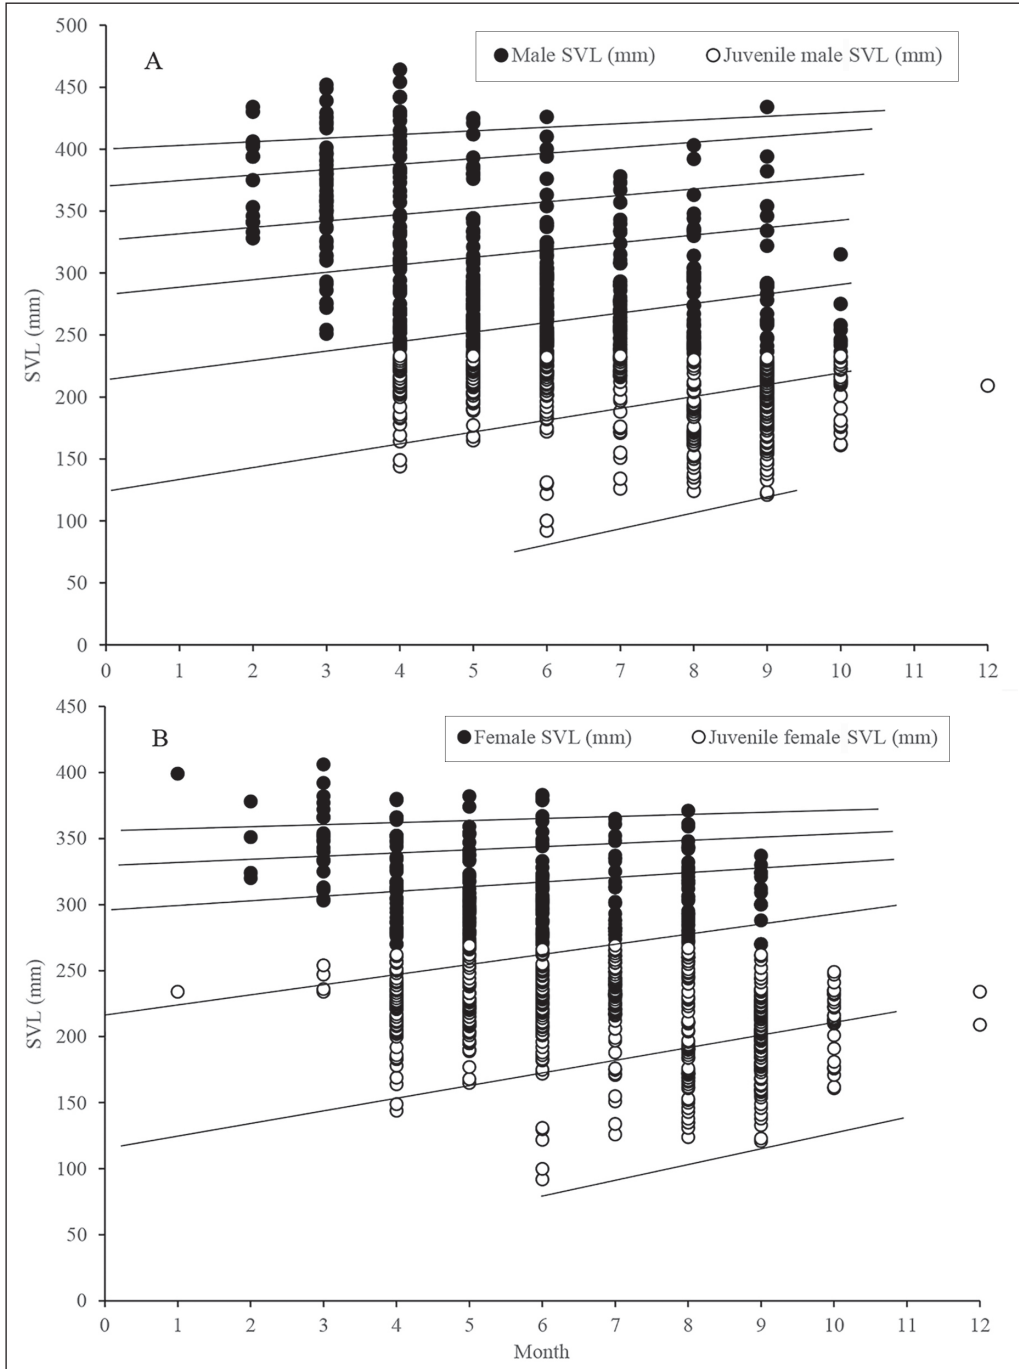 500
A
Male SVL (mm)
Juvenile male SVL (mm)
450
400
350
300
250
200
150
100
50
0
SVL (mm)
0 1 2 3 4 5 6 7 8 9 10 11 12
450
B
Female SVL (mm)
Juvenile female SVL (mm)
400
350
300
250
200
150
100
50
0
SVL (mm)
0 1 2 3 4 5 6 7 8 9 10 11 12
Month